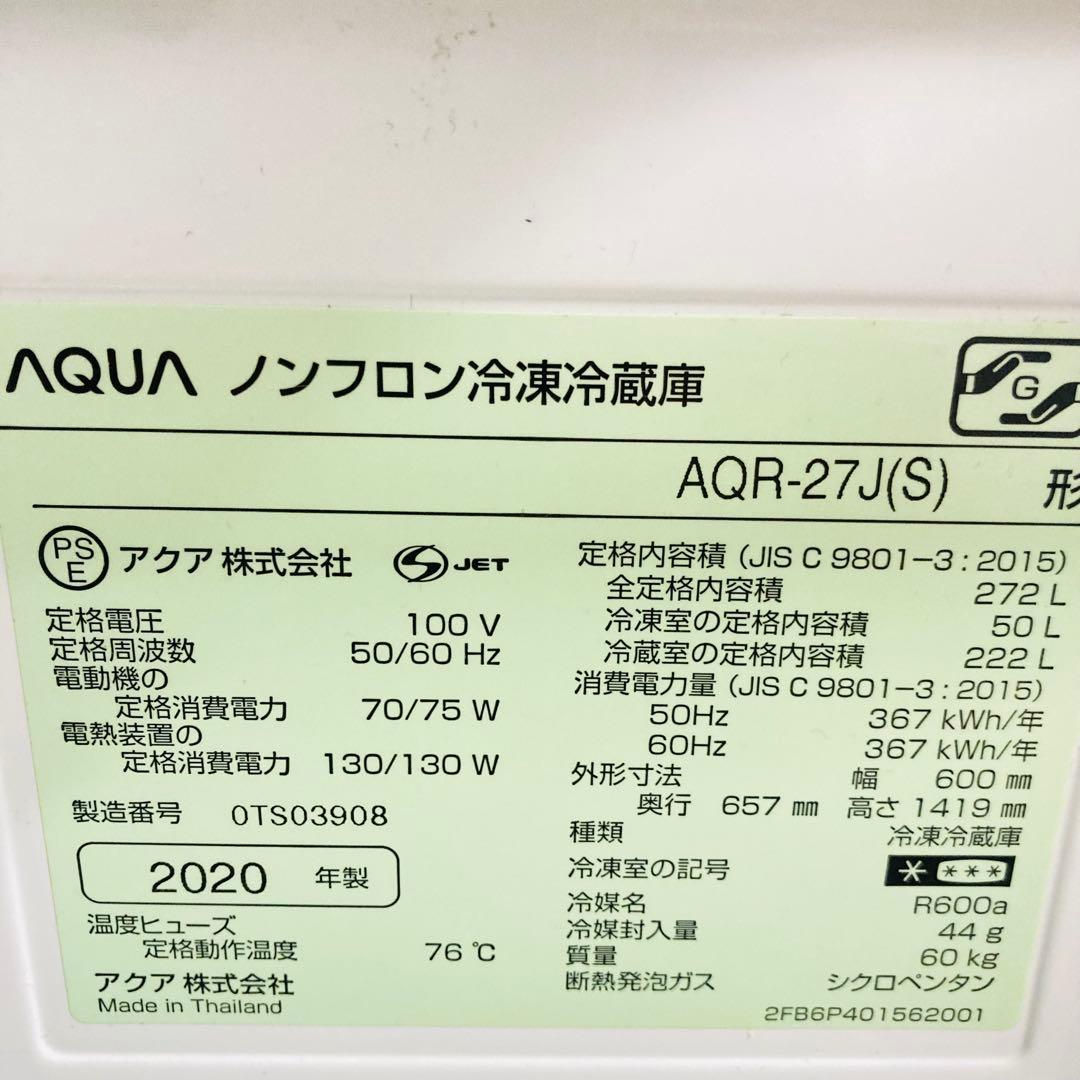 AQUA ノンフロン冷凍冷蔵庫
G
AQR-27J(S) 形
PS
E
アクア 株式会社
S JET
定格電圧 100 V
定格周波数 50/60 Hz
電動機の
定格消費電力 70/75 W
電熱装置の
定格消費電力 130/130 W
製造番号 0TS03908
2020 年製
温度ヒューズ
定格動作温度 76 ℃
アクア 株式会社
Made in Thailand
定格内容積 (JIS C 9801-3 : 2015)
全定格内容積 272 L
冷凍室の定格内容積 50 L
冷蔵室の定格内容積 222 L
消費電力量 (JIS C 9801-3 : 2015)
50Hz 367 kWh/年
60Hz 367 kWh/年
外形寸法 幅 600 mm
奥行 657 mm 高さ 1419 mm
種類 冷凍冷蔵庫
冷凍室の記号 * ***
冷媒名 R600a
冷媒封入量 44 g
質量 60 kg
断熱発泡ガス シクロペンタン
2FB6P401562001